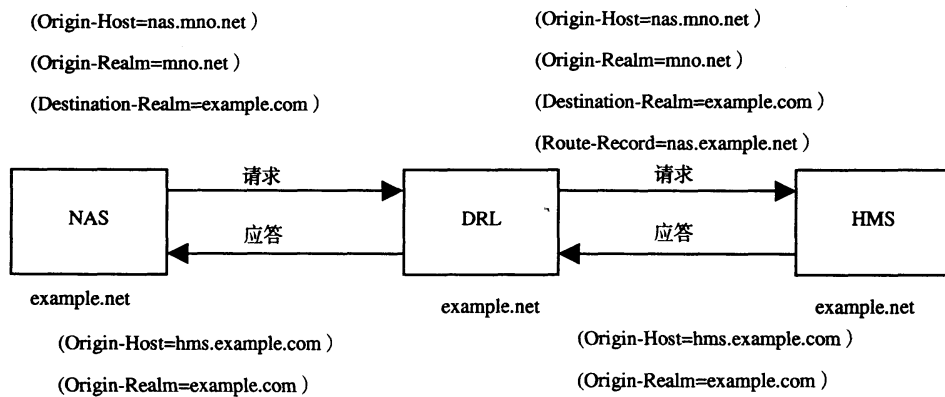 (Origin-Host=nas.mno.net)
(Origin-Realm=mno.net)
(Destination-Realm=example.com)
(Origin-Host=nas.mno.net)
(Origin-Realm=mno.net)
(Destination-Realm=example.com)
(Route-Record=nas.example.net)
请求
请求
NAS
DRL
HMS
应答
应答
example.net
example.net
example.net
(Origin-Host=hms.example.com)
(Origin-Realm=example.com)
(Origin-Host=hms.example.com)
(Origin-Realm=example.com)